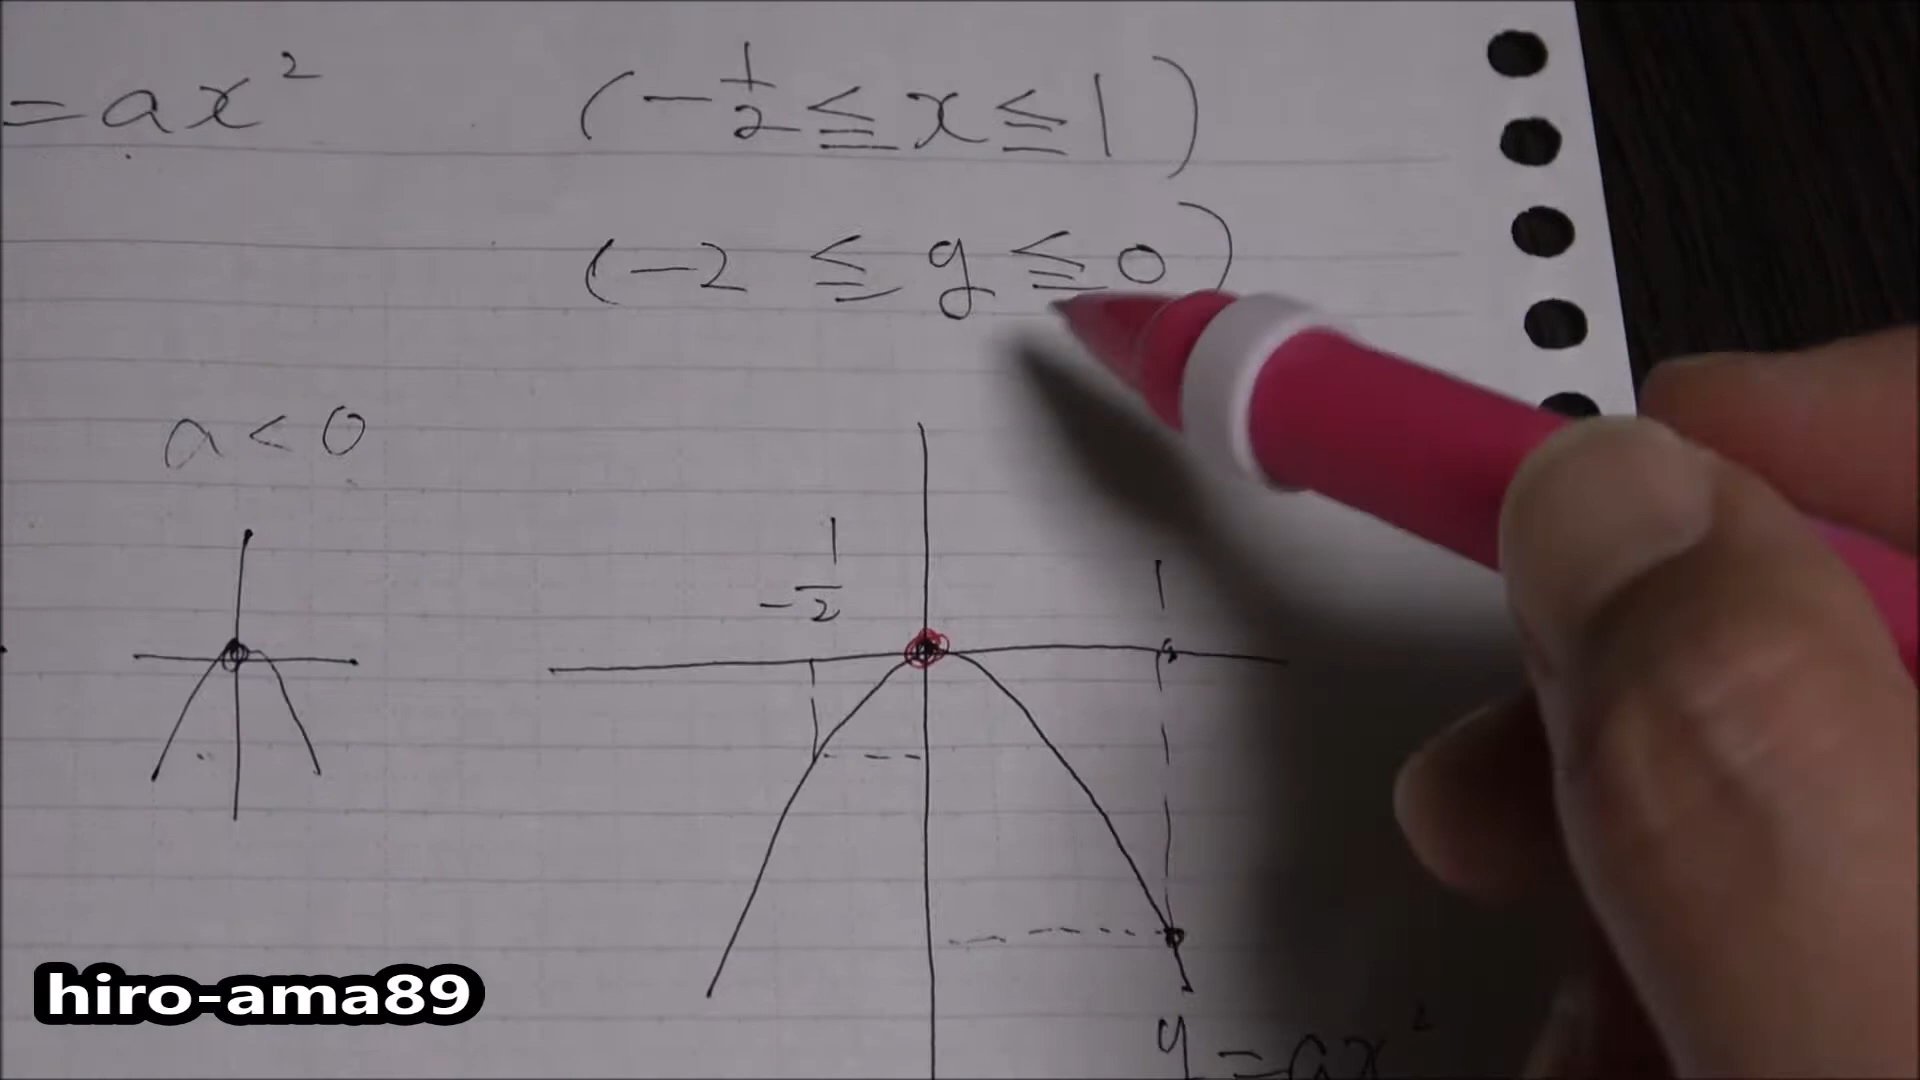 = ax²
(-1/2 ≦ x ≦ 1)
(-2 ≦ y ≦ 0)
a < 0
-1/2
1
y = ax²
hiro-ama89